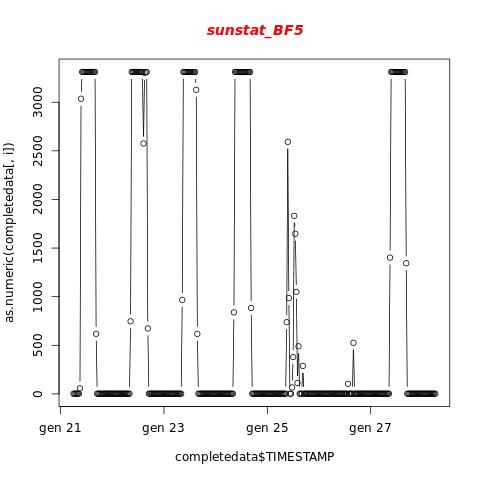 sunstat_BF5
as.numeric(completedata[, i])
3000
2500
2000
1500
1000
500
0
gen 21
gen 23
gen 25
gen 27
completedata$TIMESTAMP